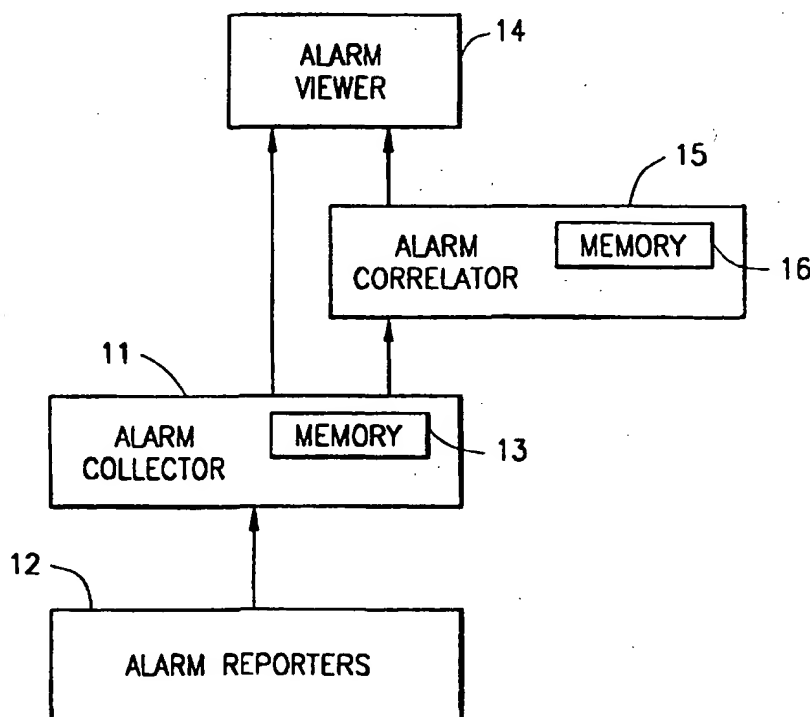 ALARM
VIEWER
14
15
ALARM
CORRELATOR
MEMORY
16
11
ALARM
COLLECTOR
MEMORY
13
12
ALARM REPORTERS